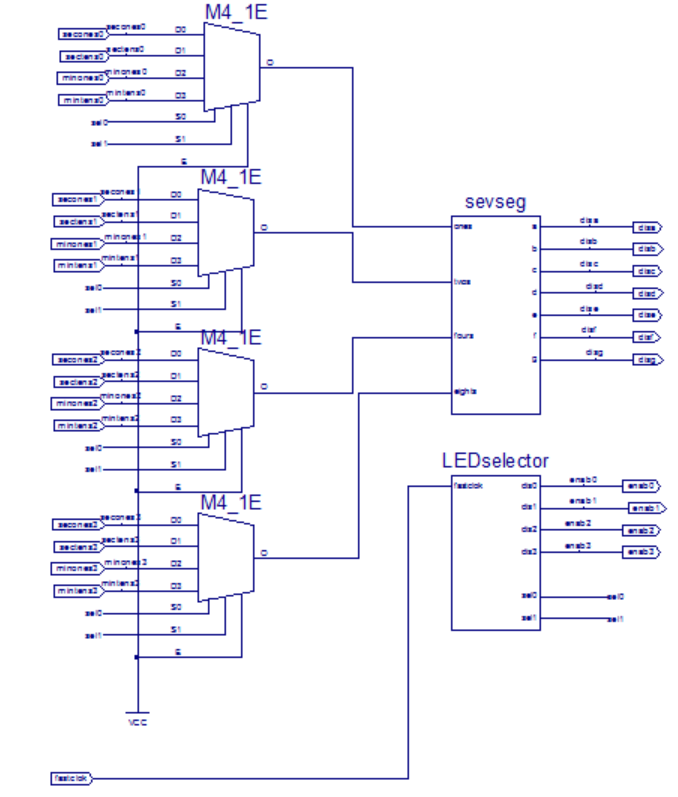 M4_1E
secones0 secones0 D0
sectens0 sectens0 D1
minones0 minones0 D2
mintens0 mintens0 D3
O
sel0 S0
sel1 S1
E
M4_1E
secones1 secones1 D0
sectens1 sectens1 D1
minones1 minones1 D2
mintens1 mintens1 D3
O
sel0 S0
sel1 S1
E
M4_1E
secones2 secones2 D0
sectens2 sectens2 D1
minones2 minones2 D2
mintens2 mintens2 D3
O
sel0 S0
sel1 S1
E
M4_1E
secones3 secones3 D0
sectens3 sectens3 D1
minones3 minones3 D2
mintens3 mintens3 D3
O
sel0 S0
sel1 S1
E
VCC
fastclok
sevseg
ones a disa disa
b disb disb
twos c disc disc
d disd disd
e dise dise
fours f disf disf
g disg disg
eights
LEDselector
fastclok dis0 enab0 enab0
dis1 enab1 enab1
dis2 enab2 enab2
dis3 enab3 enab3
sel0 sel0
sel1 sel1